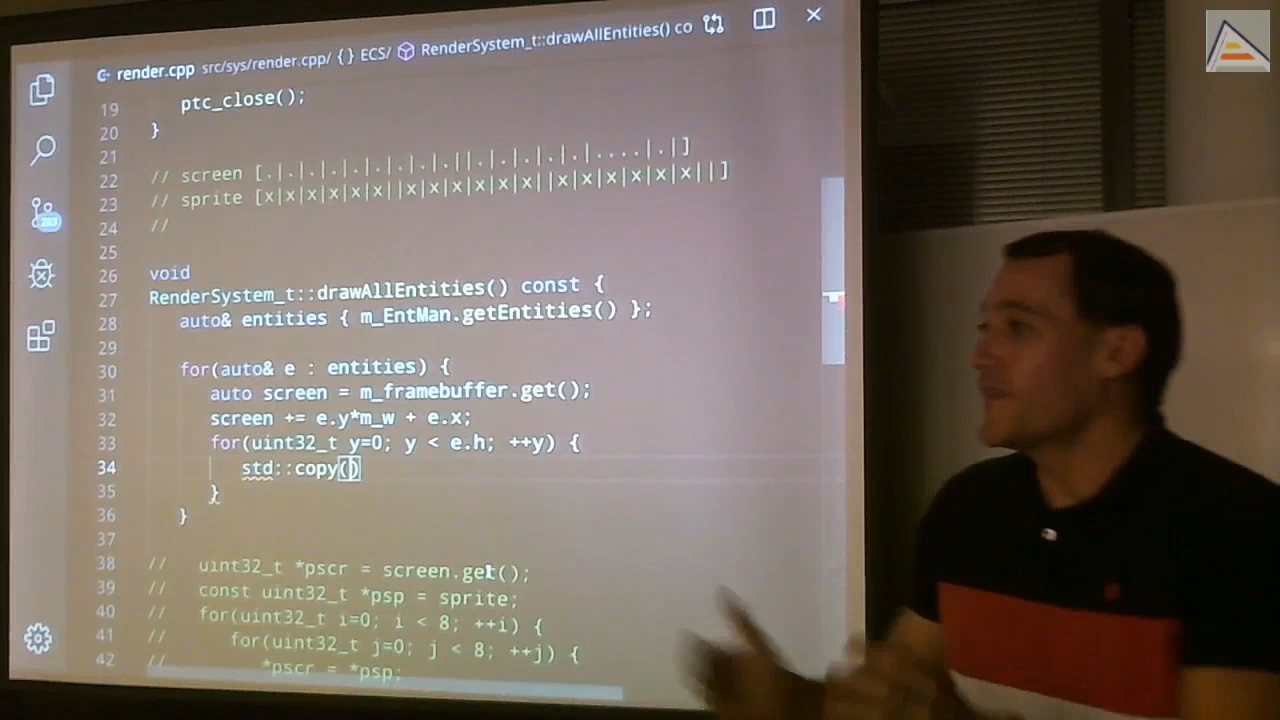 render.cpp src/sys/render.cpp/ { } ECS/ RenderSystem_t::drawAllEntities() co
19 ptc_close();
20 }
21
22 // screen [.|.|.|.|.|.|.|.||.|.|.|.|.|....|.|]
23 // sprite [x|x|x|x|x|x||x|x|x|x|x|x||x|x|x|x|x|x||]
24 //
25
26 void
27 RenderSystem_t::drawAllEntities() const {
28 auto& entities { m_EntMan.getEntities() };
29
30 for(auto& e : entities) {
31 auto screen = m_framebuffer.get();
32 screen += e.y*m_w + e.x;
33 for(uint32_t y=0; y < e.h; ++y) {
34 std::copy()
35 }
36 }
37
38 // uint32_t *pscr = screen.get();
39 // const uint32_t *psp = sprite;
40 // for(uint32_t i=0; i < 8; ++i) {
41 // for(uint32_t j=0; j < 8; ++j) {
42 // *pscr = *psp;